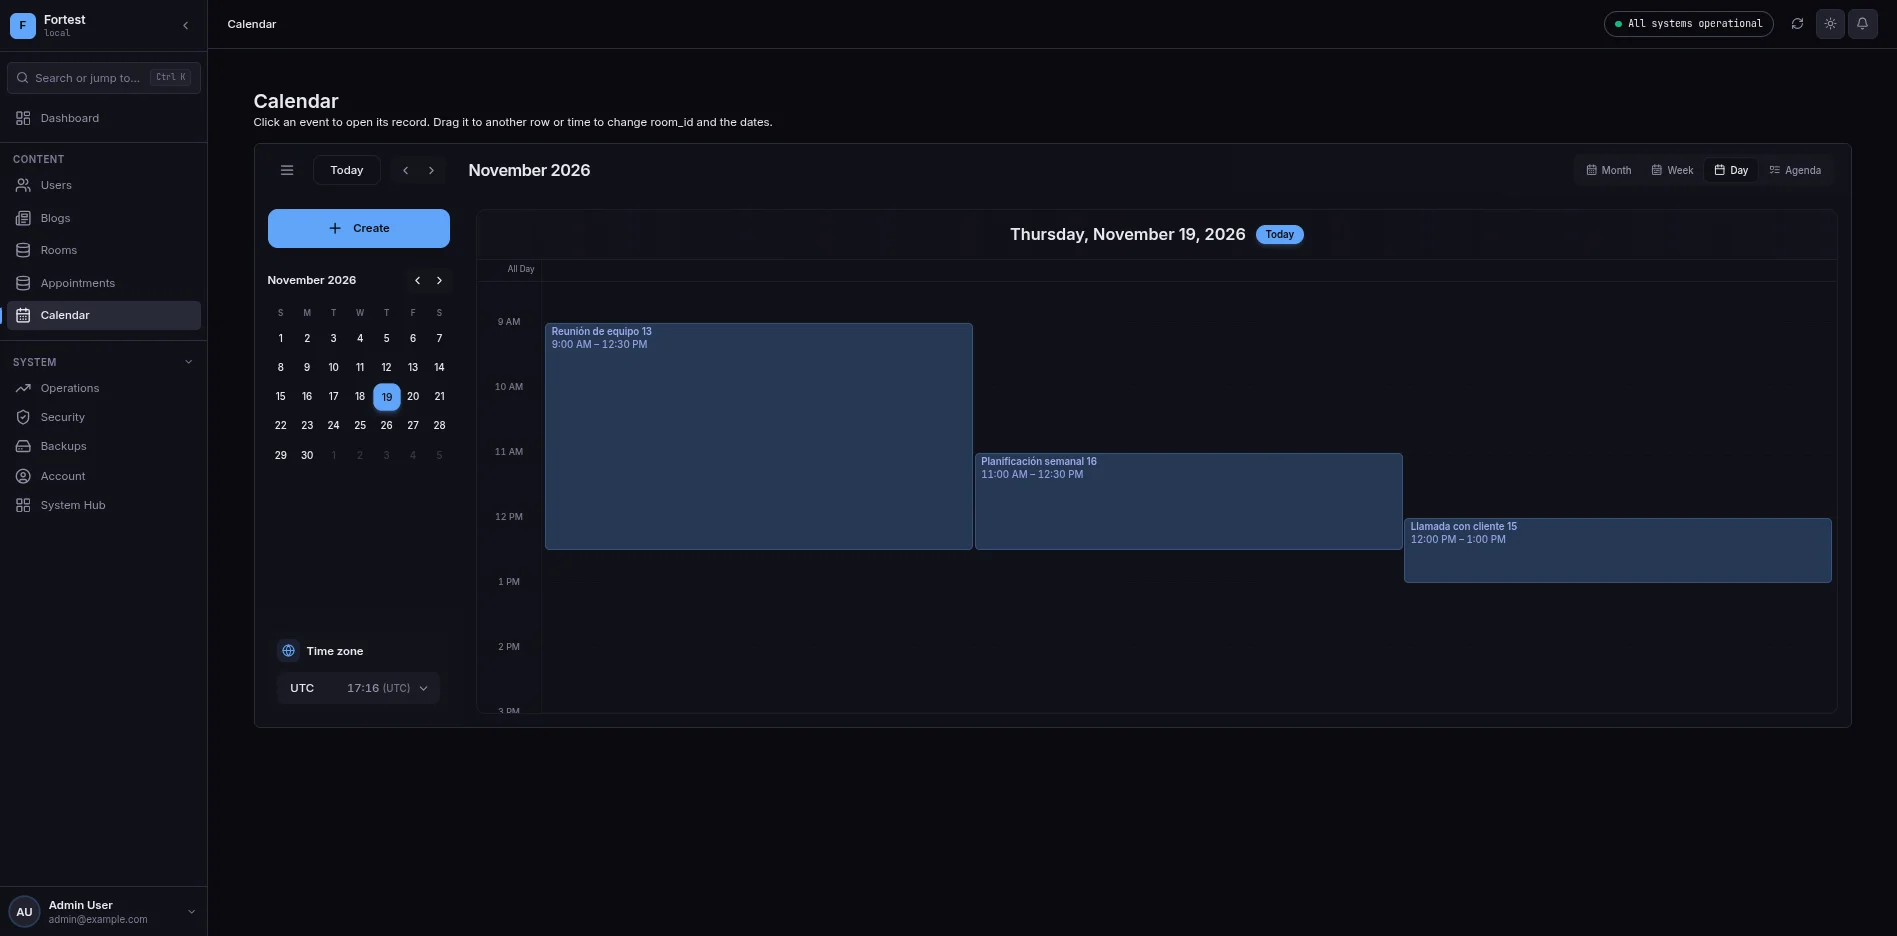 Fortest
local
Search or jump to...
Ctrl K
Dashboard
CONTENT
Users
Blogs
Rooms
Appointments
Calendar
SYSTEM
Operations
Security
Backups
Account
System Hub
AU
Admin User
admin@example.com
Calendar
All systems operational
Calendar
Click an event to open its record. Drag it to another row or time to change room_id and the dates.
Today
November 2026
Month
Week
Day
Agenda
Create
November 2026
S M T W T F S
1 2 3 4 5 6 7
8 9 10 11 12 13 14
15 16 17 18 19 20 21
22 23 24 25 26 27 28
29 30 1 2 3 4 5
Time zone
UTC 17:16 (UTC)
Thursday, November 19, 2026 Today
All Day
9 AM
Reunión de equipo 13
9:00 AM – 12:30 PM
10 AM
11 AM
Planificación semanal 16
11:00 AM – 12:30 PM
12 PM
Llamada con cliente 15
12:00 PM – 1:00 PM
1 PM
2 PM
3 PM